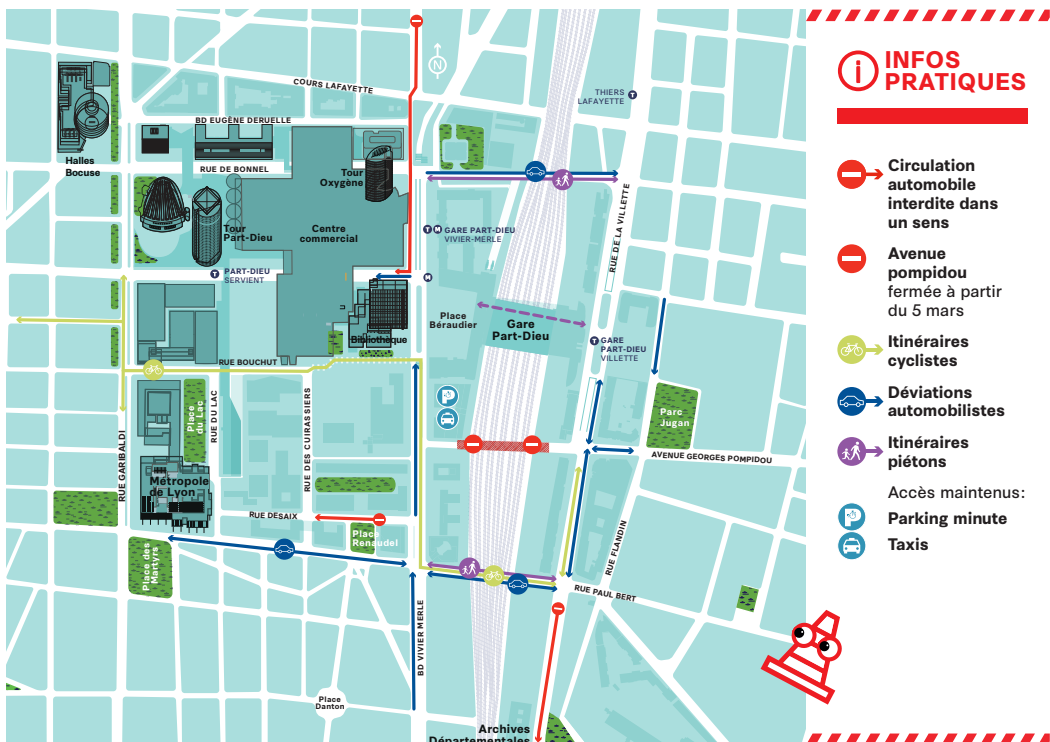 COURS LAFAYETTE
N
THIERS
LAFAYETTE
T
BD EUGÈNE DERUELLE
Halles
Bocuse
RUE DE BONNEL
Tour
Oxygène
Tour
Part-Dieu
Centre
commercial
T M GARE PART-DIEU
VIVIER-MERLE
RUE DE LA VILLETTE
T PART-DIEU
SERVIENT
M
Place
Béraudier
Gare
Part-Dieu
Bibliothèque
T GARE
PART-DIEU
VILLETTE
RUE BOUCHUT
Place
du Lac
RUE DU LAC
RUE DES CUIRASSIERS
P
Parc
Jugan
RUE GARIBALDI
AVENUE GEORGES POMPIDOU
Métropole
de Lyon
RUE DESAIX
Place
Renaudel
Place des
Martyrs
RUE FLANDIN
RUE PAUL BERT
BD VIVIER MERLE
Place
Danton
Archives
Départementales
i INFOS
PRATIQUES
Circulation
automobile
interdite dans
un sens
Avenue
pompidou
fermée à partir
du 5 mars
Itinéraires
cyclistes
Déviations
automobilistes
Itinéraires
piétons
Accès maintenus:
P Parking minute
Taxis